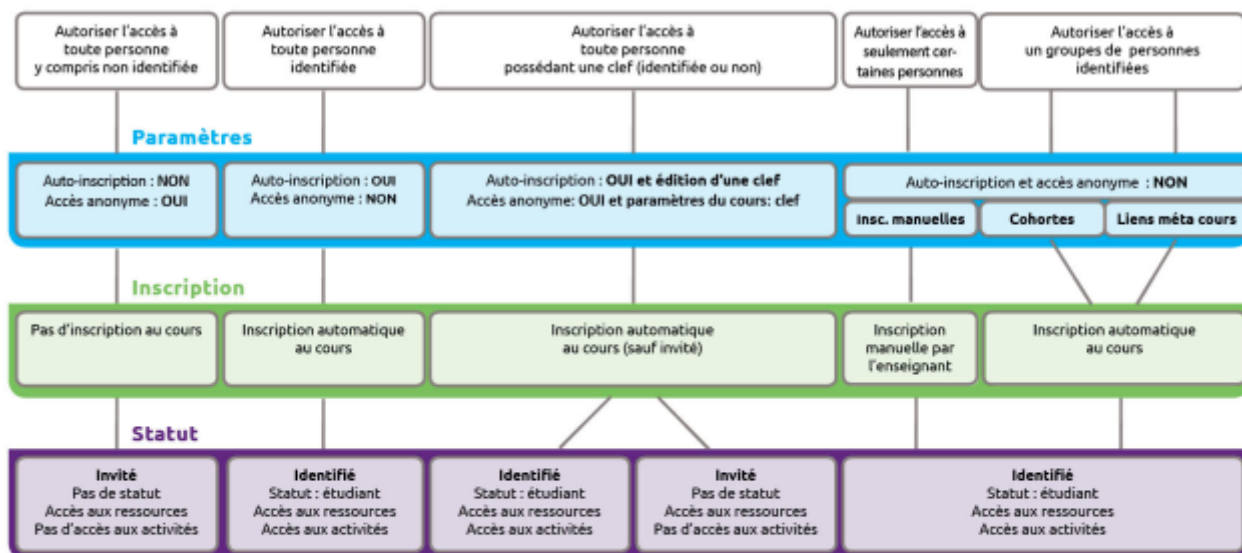 Autoriser l'accès à
toute personne
y compris non identifiée
Autoriser l'accès à
toute personne
identifiée
Autoriser l'accès à
toute personne
possédant une clef (identifiée ou non)
Autoriser l'accès à
seulement cer-
taines personnes
Autoriser l'accès à
un groupes de personnes
identifiées
Paramètres
Auto-inscription : NON
Accès anonyme : OUI
Auto-inscription : OUI
Accès anonyme : NON
Auto-inscription : OUI et édition d'une clef
Accès anonyme: OUI et paramètres du cours: clef
Auto-inscription et accès anonyme : NON
Insc. manuelles
Cohortes
Liens méta cours
Inscription
Pas d'inscription au cours
Inscription automatique
au cours
Inscription automatique
au cours (sauf invité)
Inscription
manuelle par
l'enseignant
Inscription automatique
au cours
Statut
Invité
Pas de statut
Accès aux ressources
Pas d'accès aux activités
Identifié
Statut : étudiant
Accès aux ressources
Accès aux activités
Identifié
Statut : étudiant
Accès aux ressources
Accès aux activités
Invité
Pas de statut
Accès aux ressources
Pas d'accès aux activités
Identifié
Statut : étudiant
Accès aux ressources
Accès aux activités